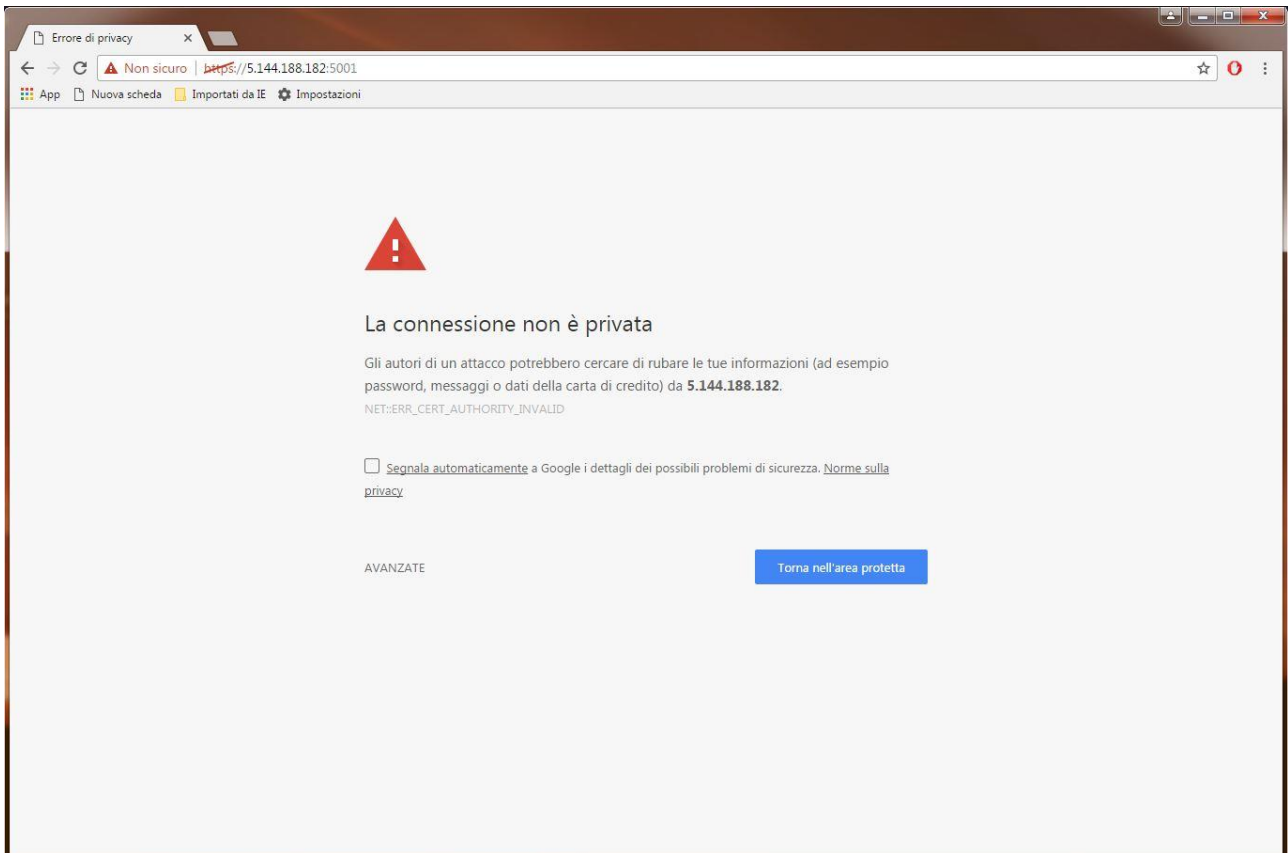 Errore di privacy
Non sicuro | https://5.144.188.182:5001
App Nuova scheda Importati da IE Impostazioni
La connessione non è privata
Gli autori di un attacco potrebbero cercare di rubare le tue informazioni (ad esempio
password, messaggi o dati della carta di credito) da 5.144.188.182.
NET::ERR_CERT_AUTHORITY_INVALID
Segnala automaticamente a Google i dettagli dei possibili problemi di sicurezza. Norme sulla
privacy
AVANZATE Torna nell'area protetta